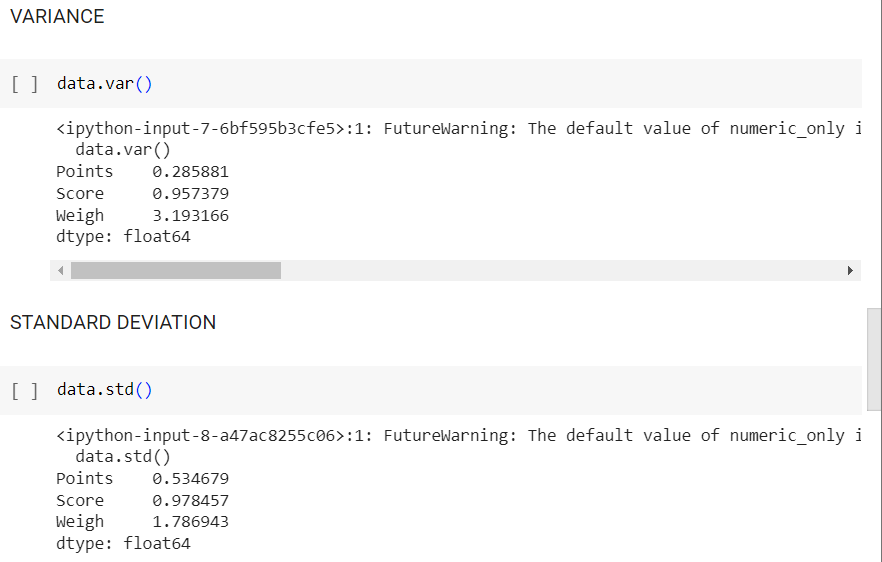 VARIANCE
[ ] data.var()
<ipython-input-7-6bf595b3cfe5>:1: FutureWarning: The default value of numeric_only i
data.var()
Points 0.285881
Score 0.957379
Weigh 3.193166
dtype: float64
STANDARD DEVIATION
[ ] data.std()
<ipython-input-8-a47ac8255c06>:1: FutureWarning: The default value of numeric_only i
data.std()
Points 0.534679
Score 0.978457
Weigh 1.786943
dtype: float64